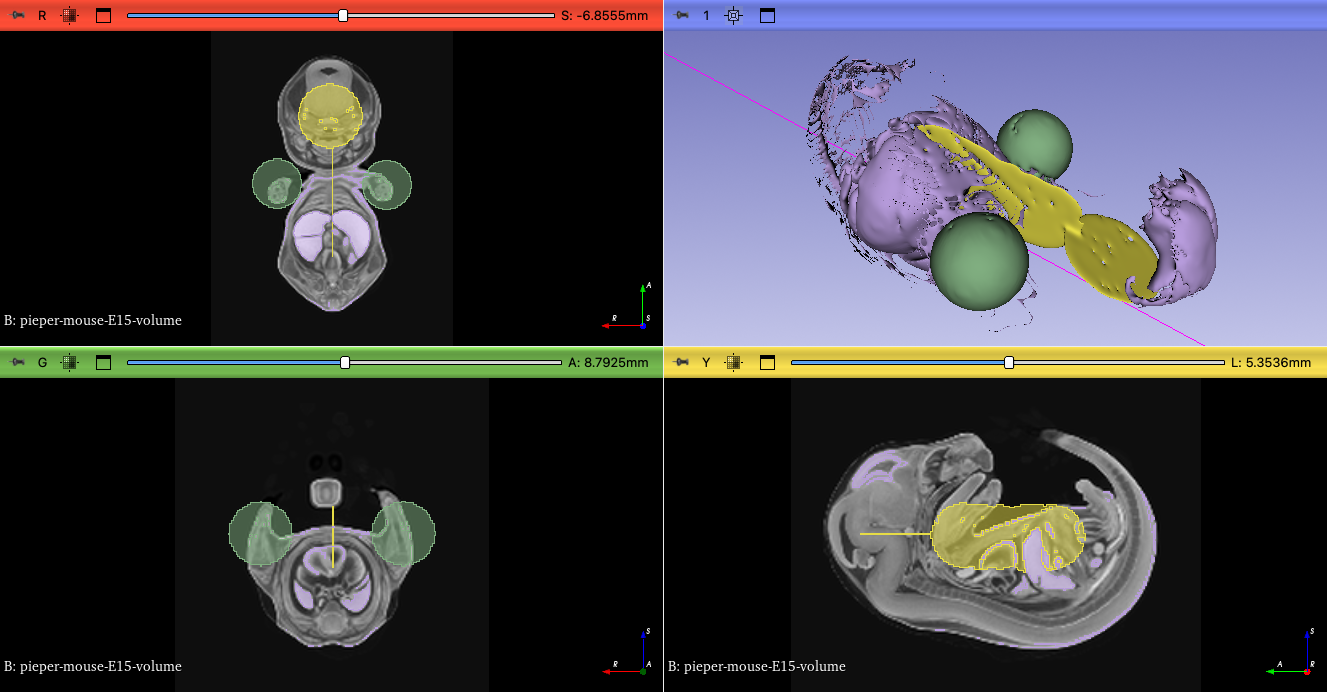 R
S: -6.8555mm
1
A
R
S
B: pieper-mouse-E15-volume
G
A: 8.7925mm
Y
L: 5.3536mm
S
R
A
B: pieper-mouse-E15-volume
S
A
R
B: pieper-mouse-E15-volume